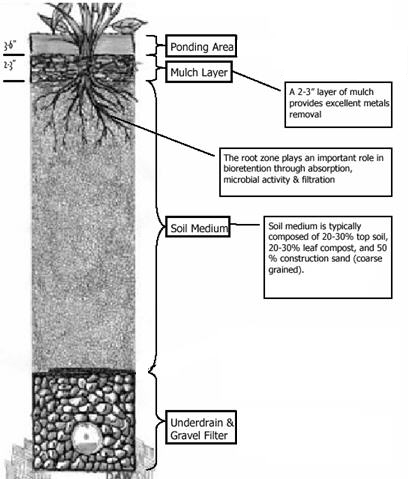 3-6"
Ponding Area
2-3"
Mulch Layer
A 2-3" layer of mulch
provides excellent metals
removal
The root zone plays an important role in
bioretention through absorption,
microbial activity & filtration
Soil Medium
Soil medium is typically
composed of 20-30% top soil,
20-30% leaf compost, and 50
% construction sand (coarse
grained).
Underdrain &
Gravel Filter